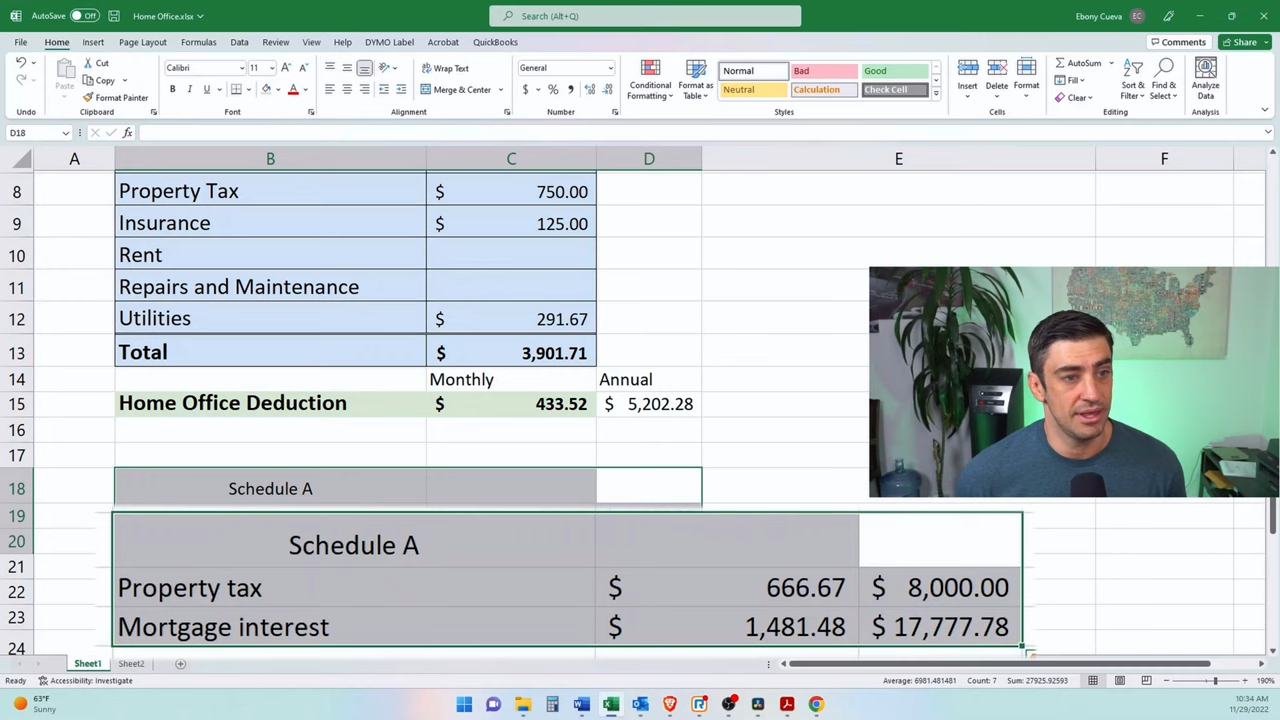 AutoSave Off Home Office.xlsx Search (Alt+Q) Ebony Cueva EC
File Home Insert Page Layout Formulas Data Review View Help DYMO Label Acrobat QuickBooks Comments Share
Cut Calibri 11 Wrap Text General Normal Bad Good AutoSum
Copy Fill
Paste Format Painter B I U A Merge & Center $ % Conditional Formatting Format as Table Neutral Calculation Check Cell Insert Delete Format Clear Sort & Filter Find & Select Analyze Data
Undo Clipboard Font Alignment Number Styles Cells Editing Analysis
D18 fx
A B C D E F
8 Property Tax $ 750.00
9 Insurance $ 125.00
10 Rent
11 Repairs and Maintenance
12 Utilities $ 291.67
13 Total $ 3,901.71
14 Monthly Annual
15 Home Office Deduction $ 433.52 $ 5,202.28
16
17
18 Schedule A
19
20 Schedule A
21
22 Property tax $ 666.67 $ 8,000.00
23 Mortgage interest $ 1,481.48 $ 17,777.78
24
Sheet1 Sheet2
Ready Accessibility: Investigate Average: 6981.481481 Count: 7 Sum: 27925.92593 190%
63°F
Sunny
10:34 AM
11/29/2022